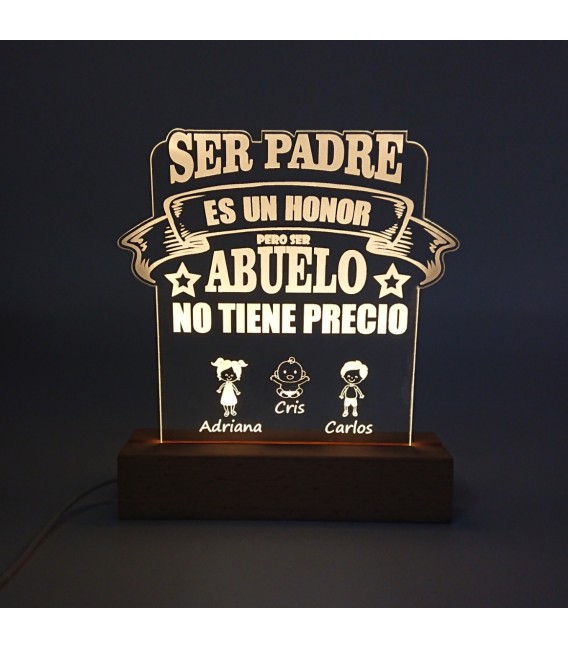 SER PADRE
ES UN HONOR
PERO SER
ABUELO
NO TIENE PRECIO
Adriana
Cris
Carlos